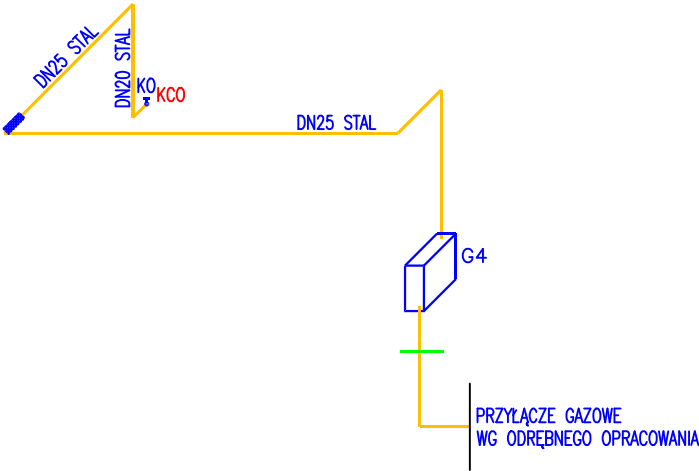 DN25 STAL
DN20 STAL
KO
KCO
DN25 STAL
G4
PRZYŁĄCZE GAZOWE
WG ODRĘBNEGO OPRACOWANIA